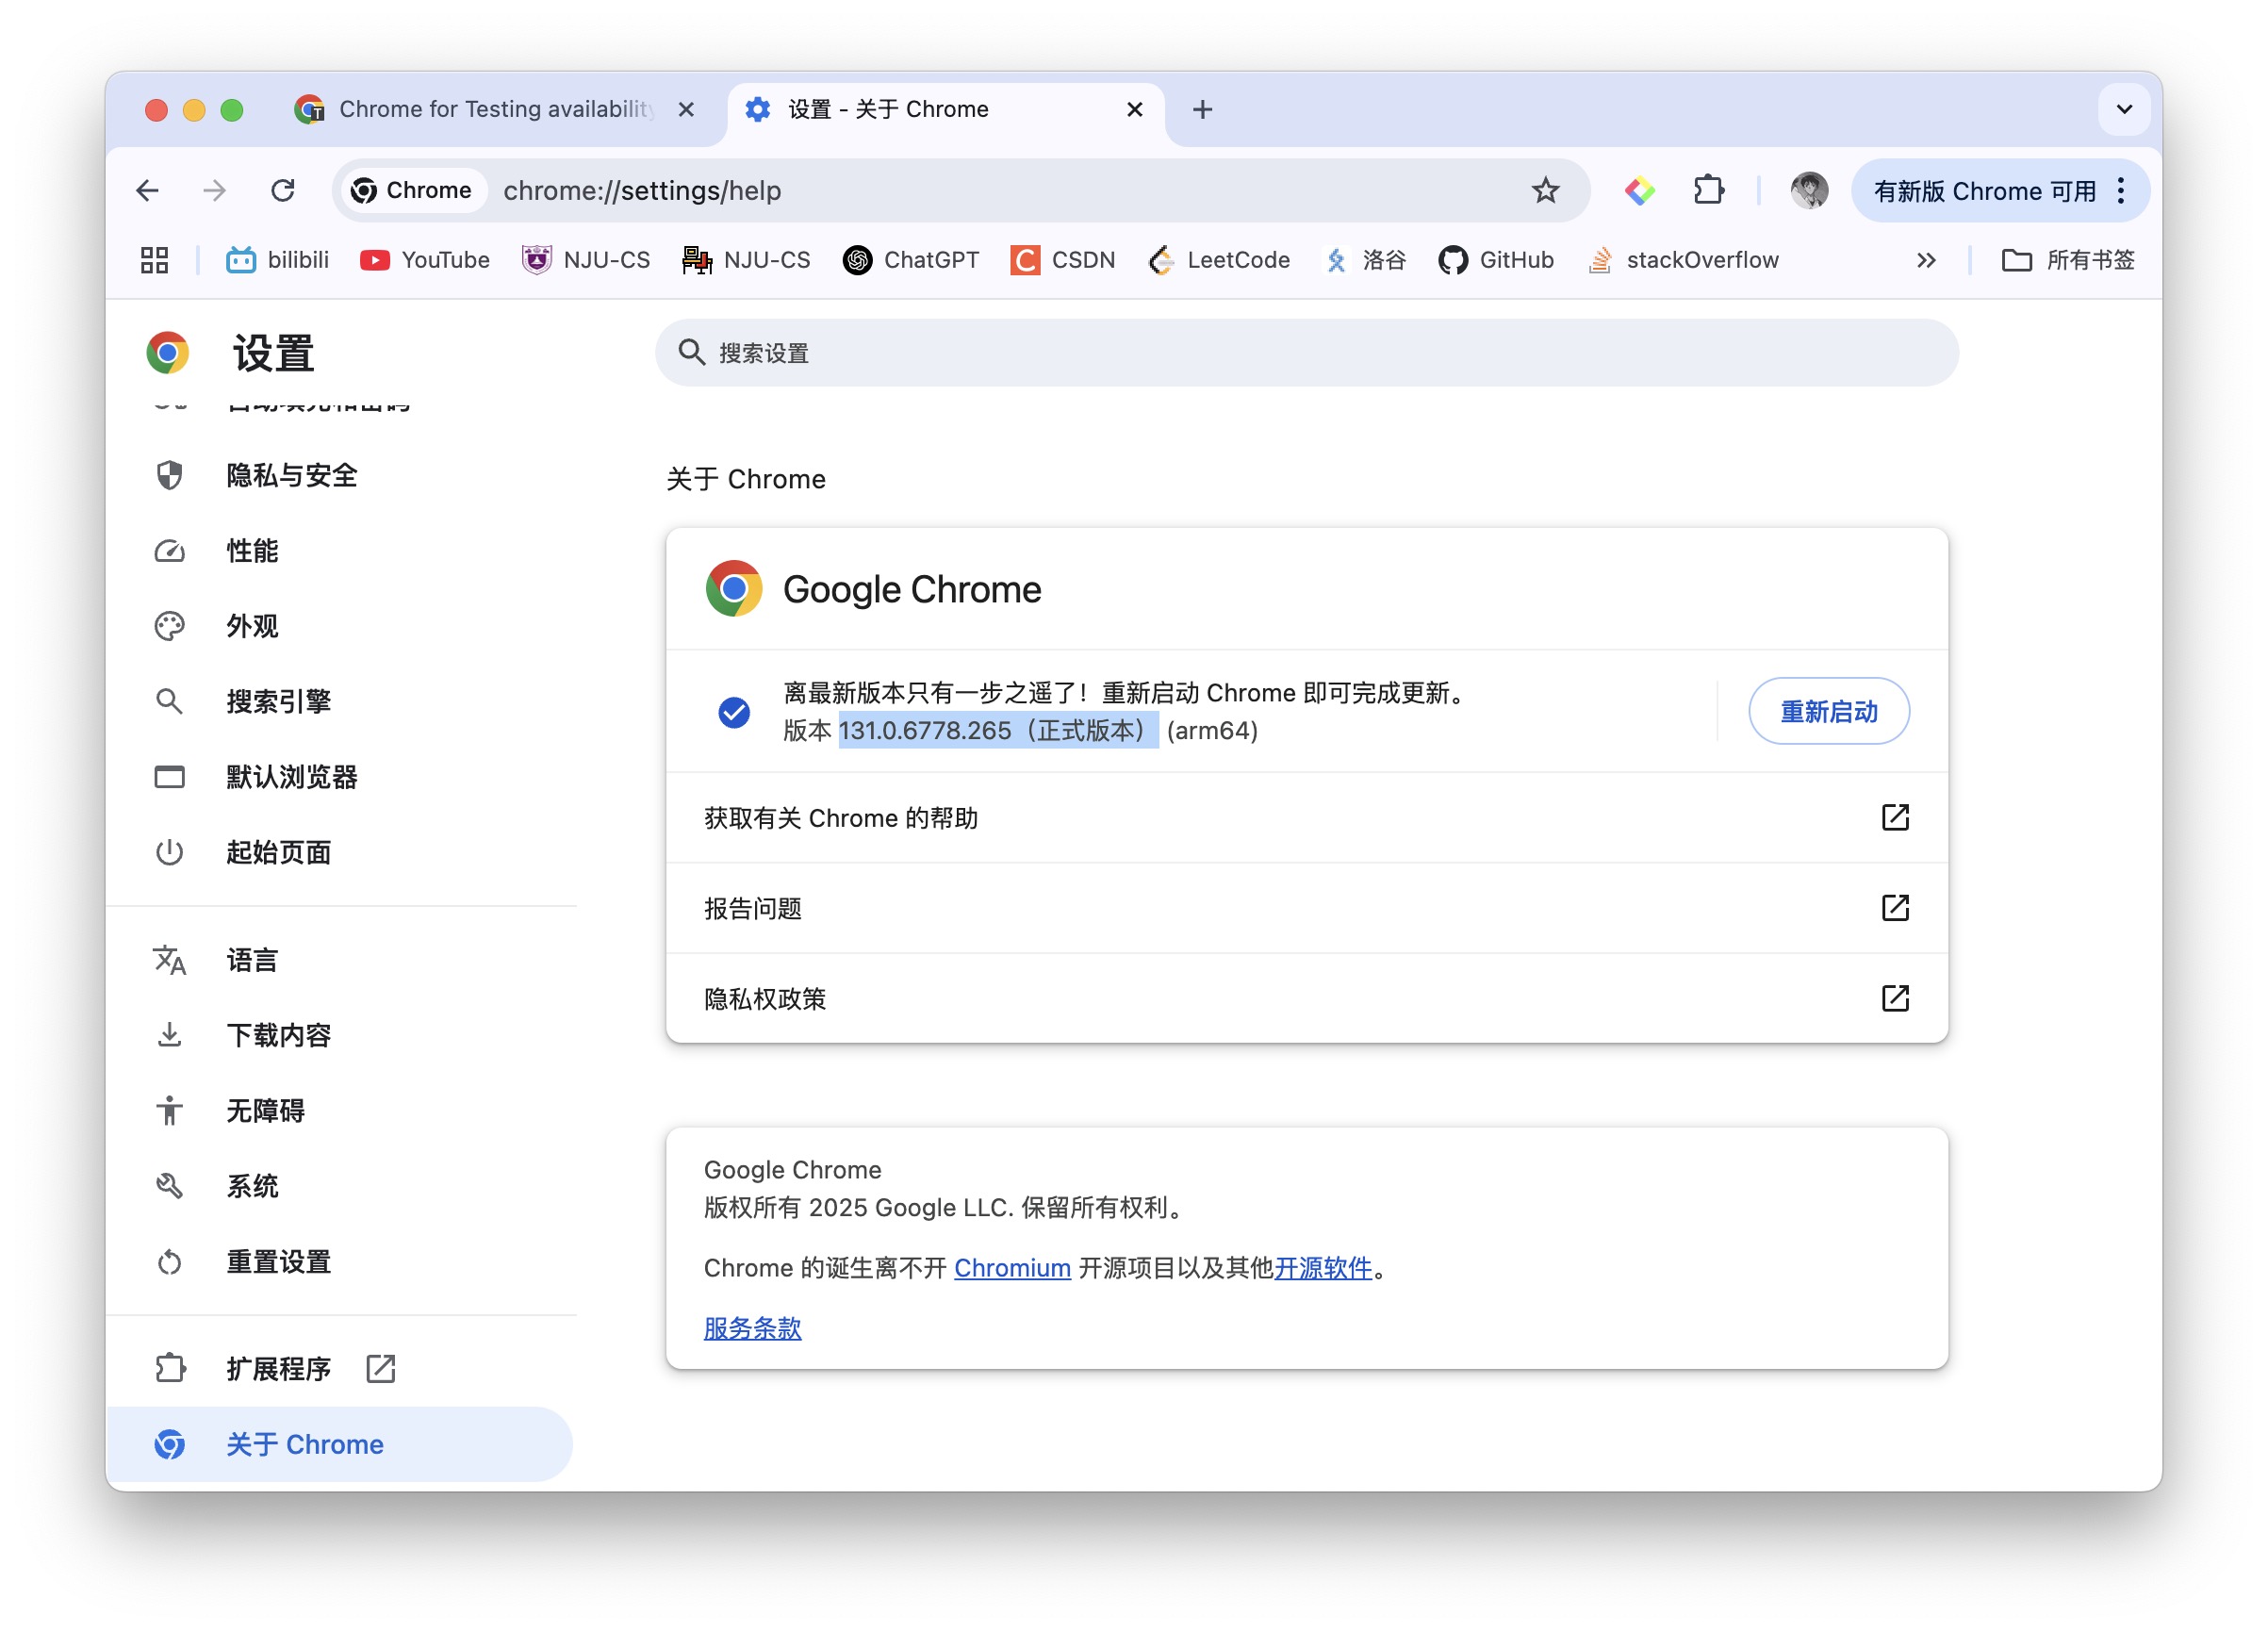 Chrome for Testing availability
设置 - 关于 Chrome
Chrome
chrome://settings/help
有新版 Chrome 可用
bilibili
YouTube
NJU-CS
NJU-CS
ChatGPT
CSDN
LeetCode
洛谷
GitHub
stackOverflow
所有书签
设置
搜索设置
自动填充和密码
隐私与安全
性能
外观
搜索引擎
默认浏览器
起始页面
语言
下载内容
无障碍
系统
重置设置
扩展程序
关于 Chrome
关于 Chrome
Google Chrome
离最新版本只有一步之遥了！重新启动 Chrome 即可完成更新。
版本 131.0.6778.265（正式版本） (arm64)
重新启动
获取有关 Chrome 的帮助
报告问题
隐私权政策
Google Chrome
版权所有 2025 Google LLC. 保留所有权利。
Chrome 的诞生离不开 Chromium 开源项目以及其他开源软件。
服务条款